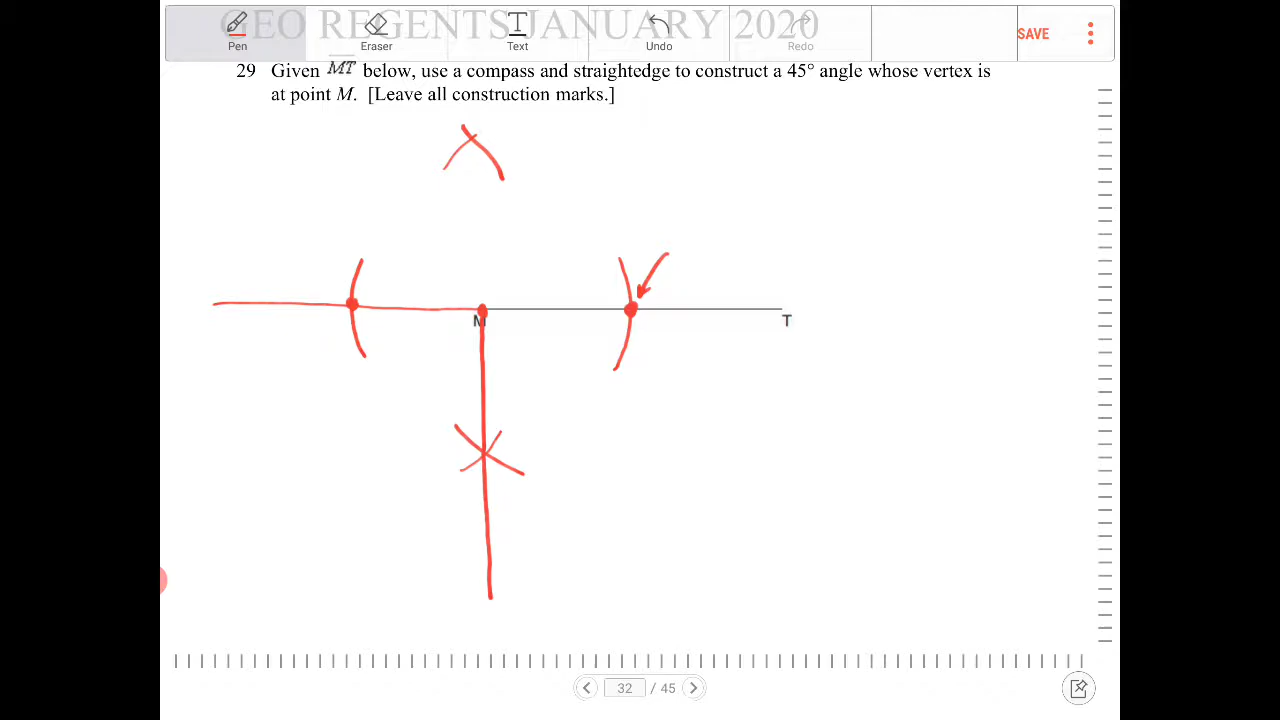 GEO REGENTS JANUARY 2020
Pen
Eraser
Text
Undo
Redo
SAVE
29 Given MT below, use a compass and straightedge to construct a 45° angle whose vertex is
at point M. [Leave all construction marks.]
M
T
32 / 45